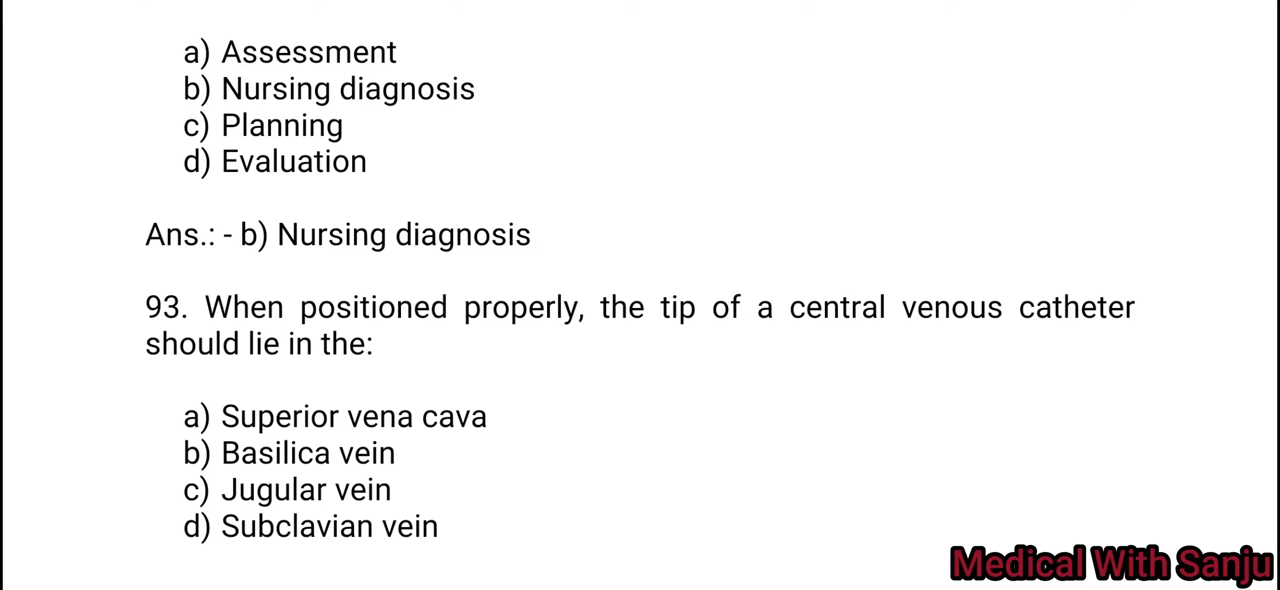 a) Assessment
b) Nursing diagnosis
c) Planning
d) Evaluation
Ans.: - b) Nursing diagnosis
93. When positioned properly, the tip of a central venous catheter
should lie in the:
a) Superior vena cava
b) Basilica vein
c) Jugular vein
d) Subclavian vein
Medical With Sanju